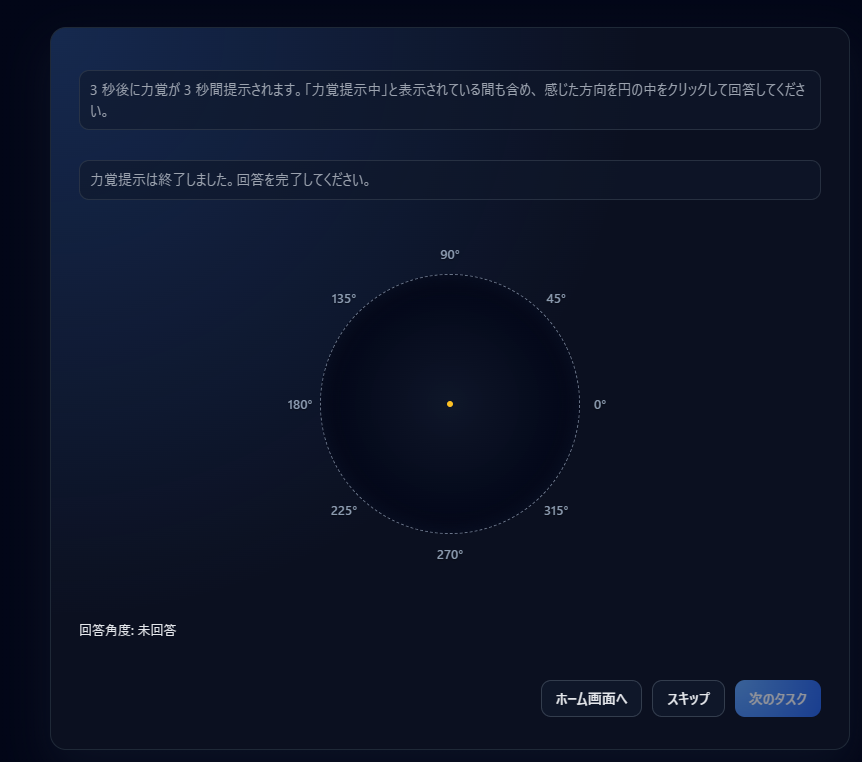 3 秒後に力覚が 3 秒間提示されます。「力覚提示中」と表示されている間も含め、感じた方向を円の中をクリックして回答してくださ
い。
力覚提示は終了しました。回答を完了してください。
90°
135°
45°
180°
0°
225°
315°
270°
回答角度: 未回答
ホーム画面へ
スキップ
次のタスク